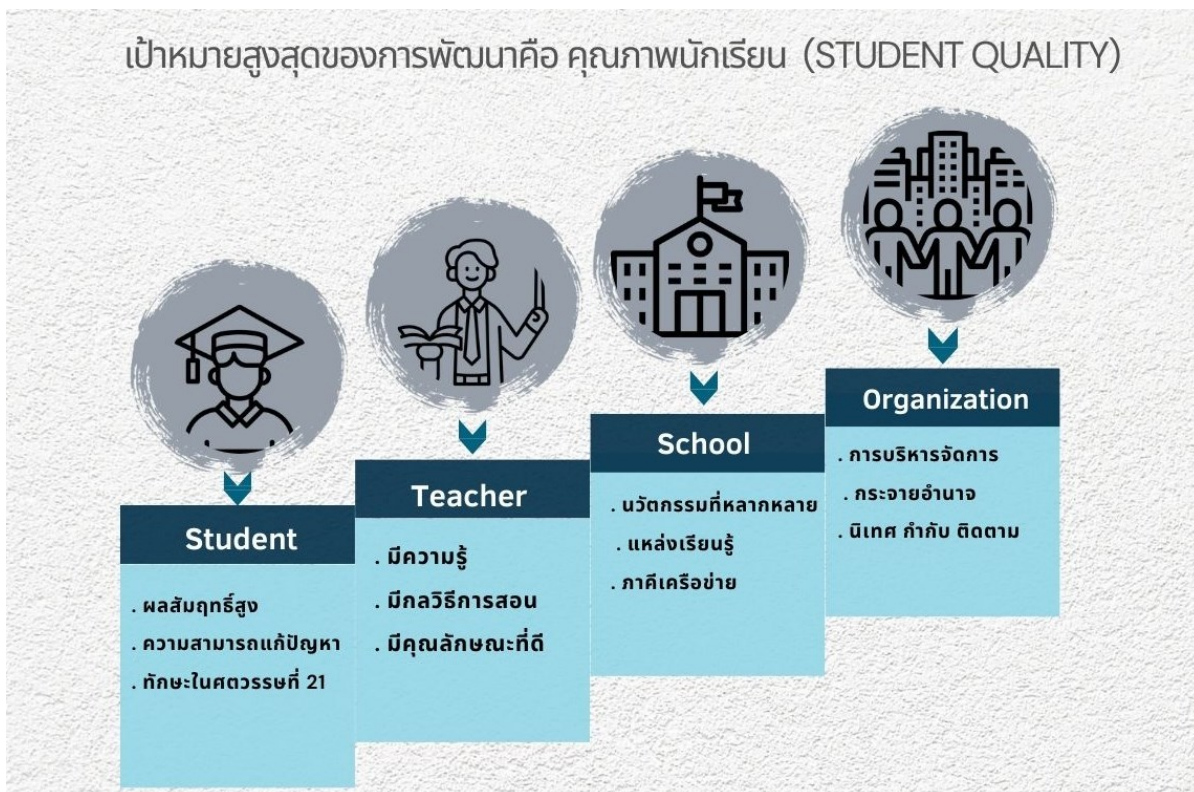 เป้าหมายสูงสุดของการพัฒนาคือ คุณภาพนักเรียน (STUDENT QUALITY)
Student
. ผลสัมฤทธิ์สูง
. ความสามารถแก้ปัญหา
. ทักษะในศตวรรษที่ 21
Teacher
. มีความรู้
. มีกลวิธีการสอน
. มีคุณลักษณะที่ดี
School
. นวัตกรรมที่หลากหลาย
. แหล่งเรียนรู้
. ภาคีเครือข่าย
Organization
. การบริหารจัดการ
. กระจายอำนาจ
. นิเทศ กำกับ ติดตาม